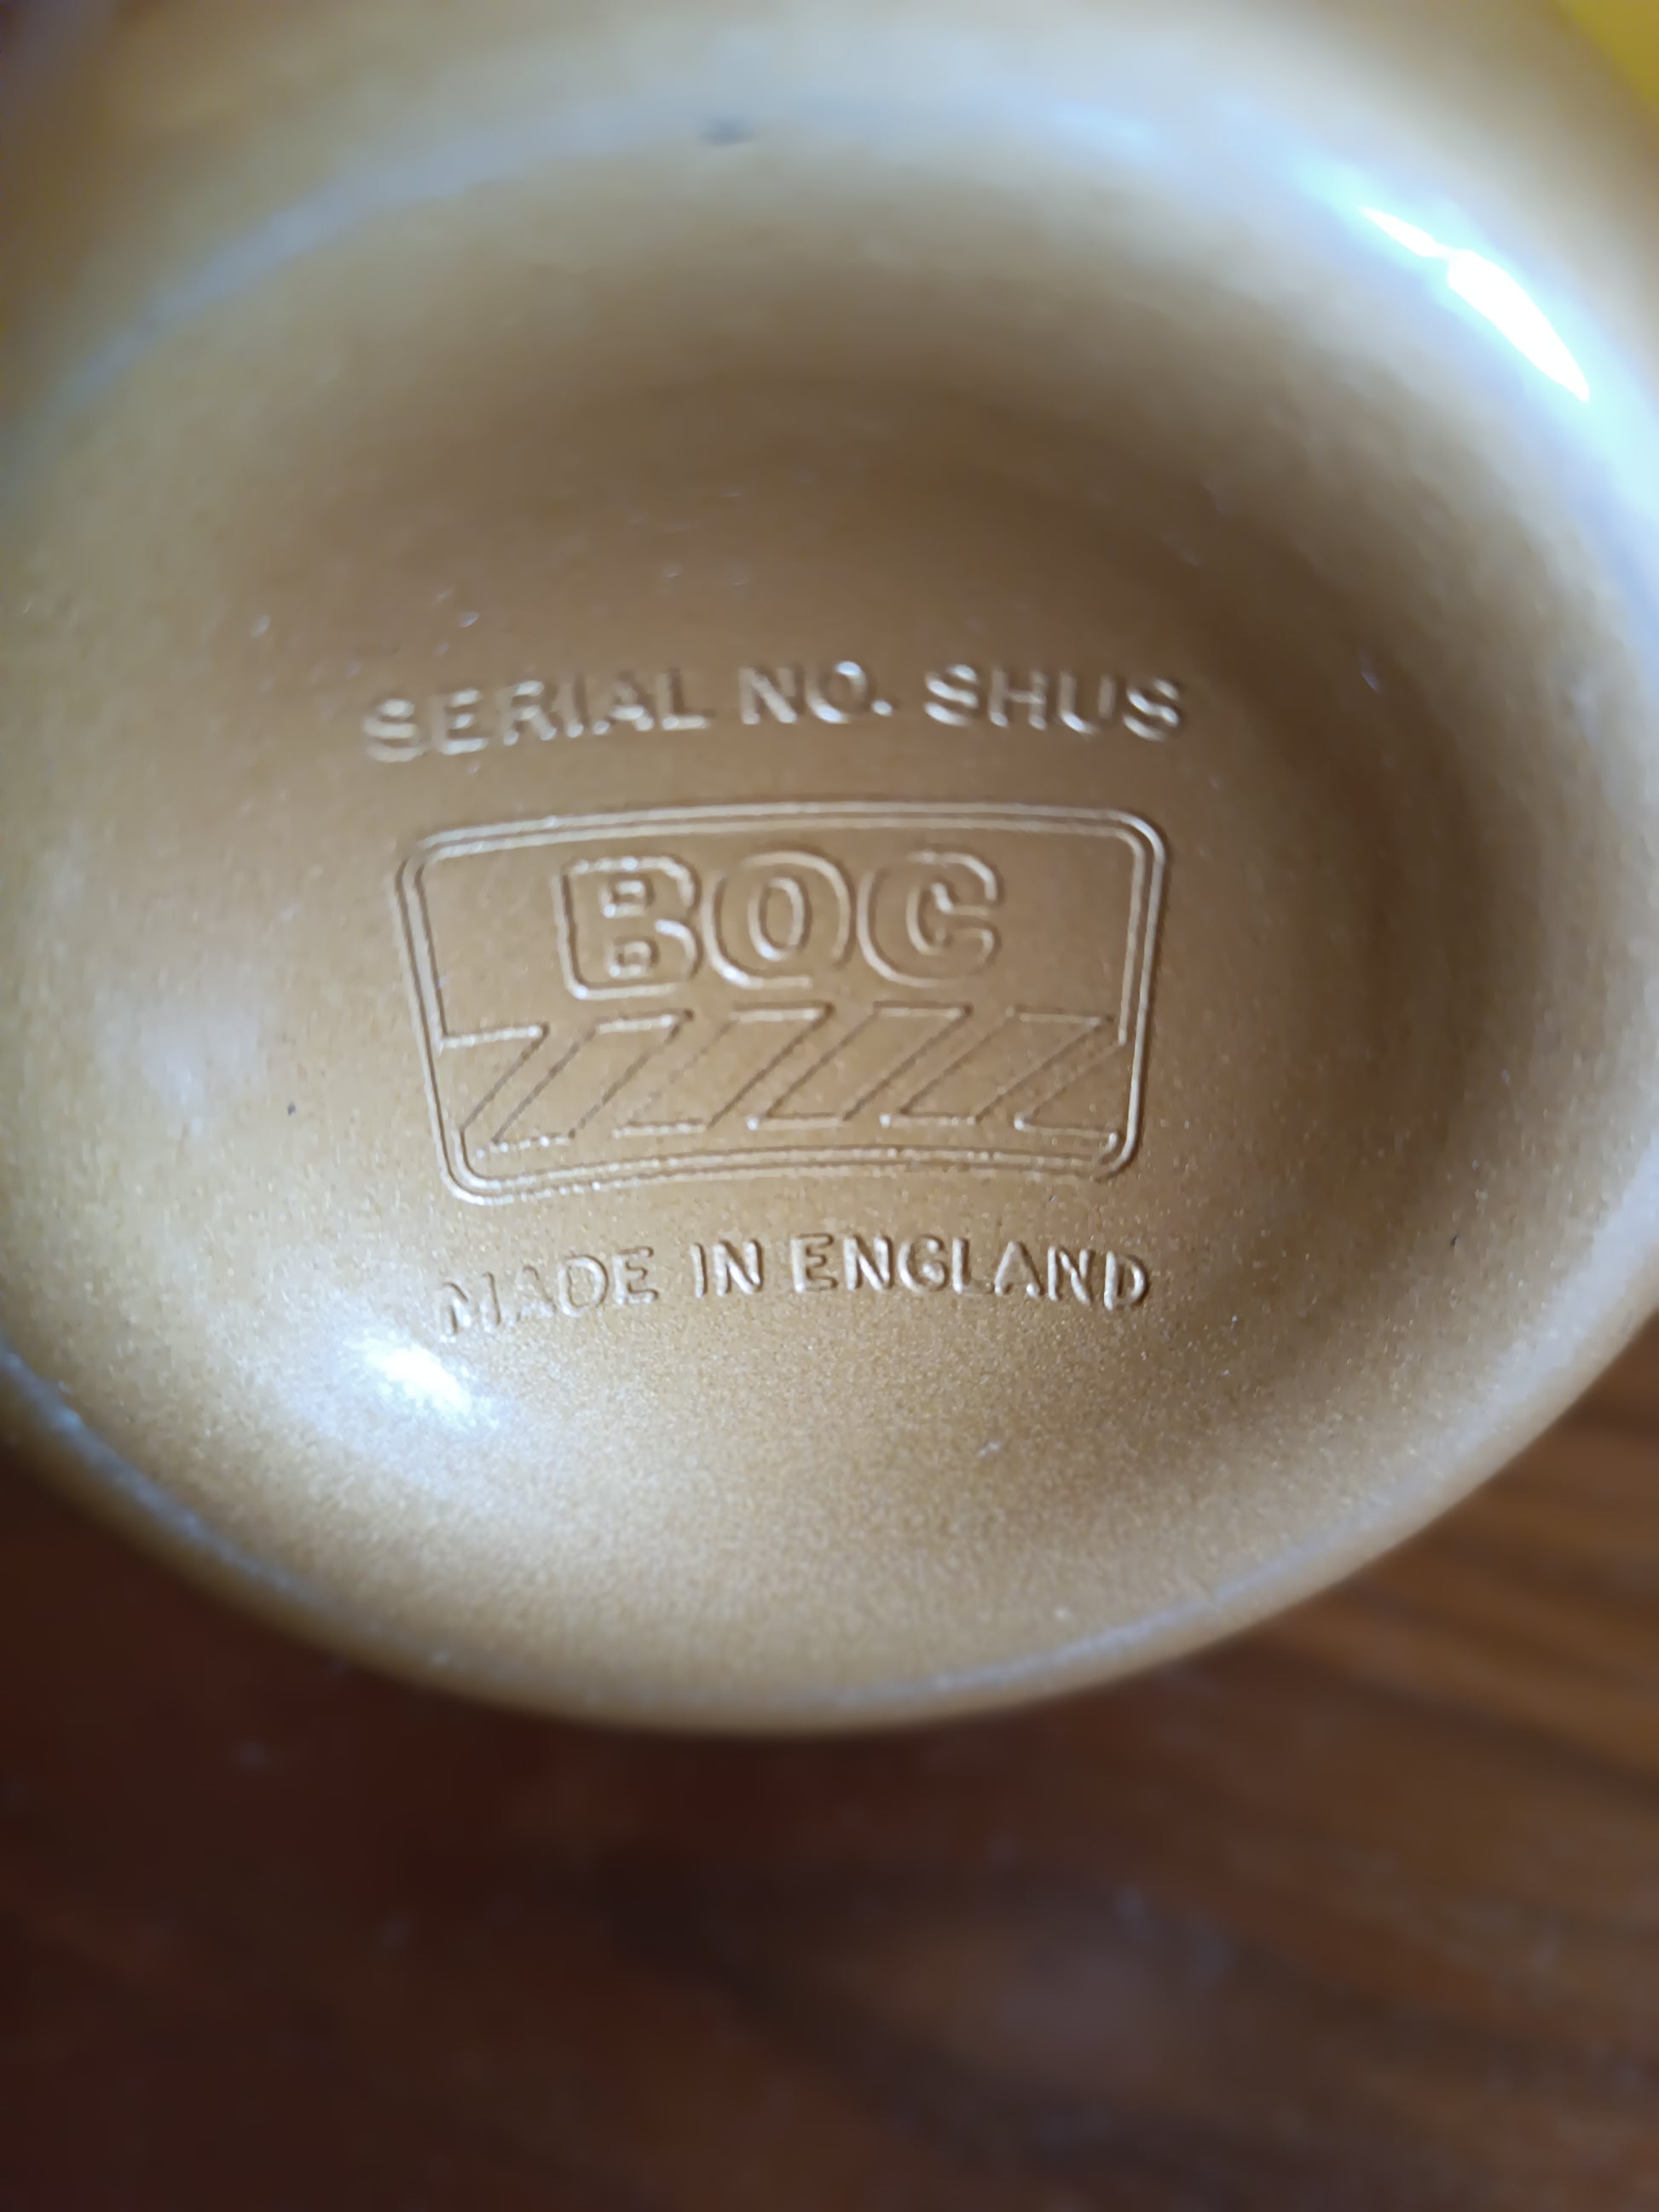 SERIAL NO. SHUS
BOC
MADE IN ENGLAND